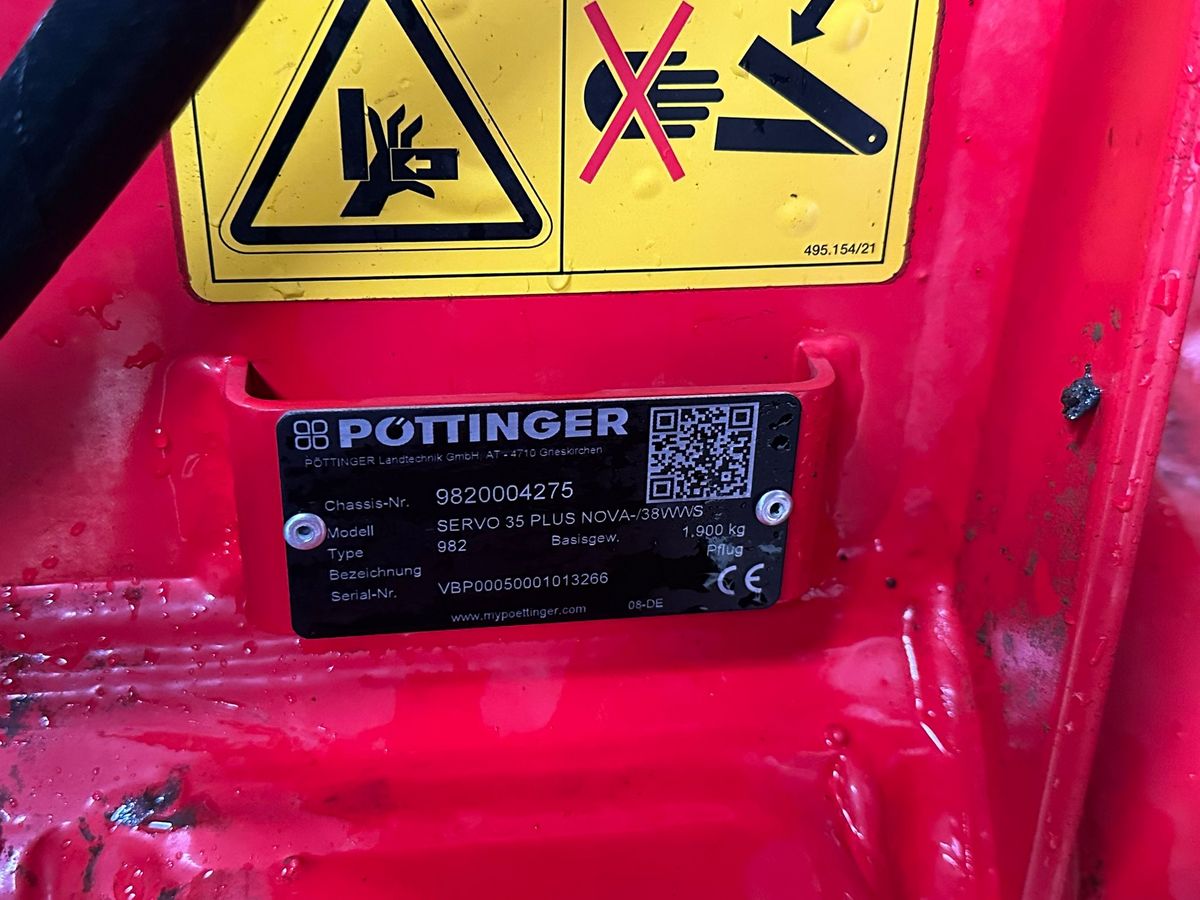 495.154/21
PÖTTINGER
PÖTTINGER Landtechnik GmbH, AT - 4710 Grieskirchen
Chassis-Nr. 9820004275
Modell SERVO 35 PLUS NOVA-/38WWS
Type 982 Basisgew. 1.900 kg
Bezeichnung Pflug
Serial-Nr. VBP00050001013266 CE
www.mypoettinger.com 08-DE